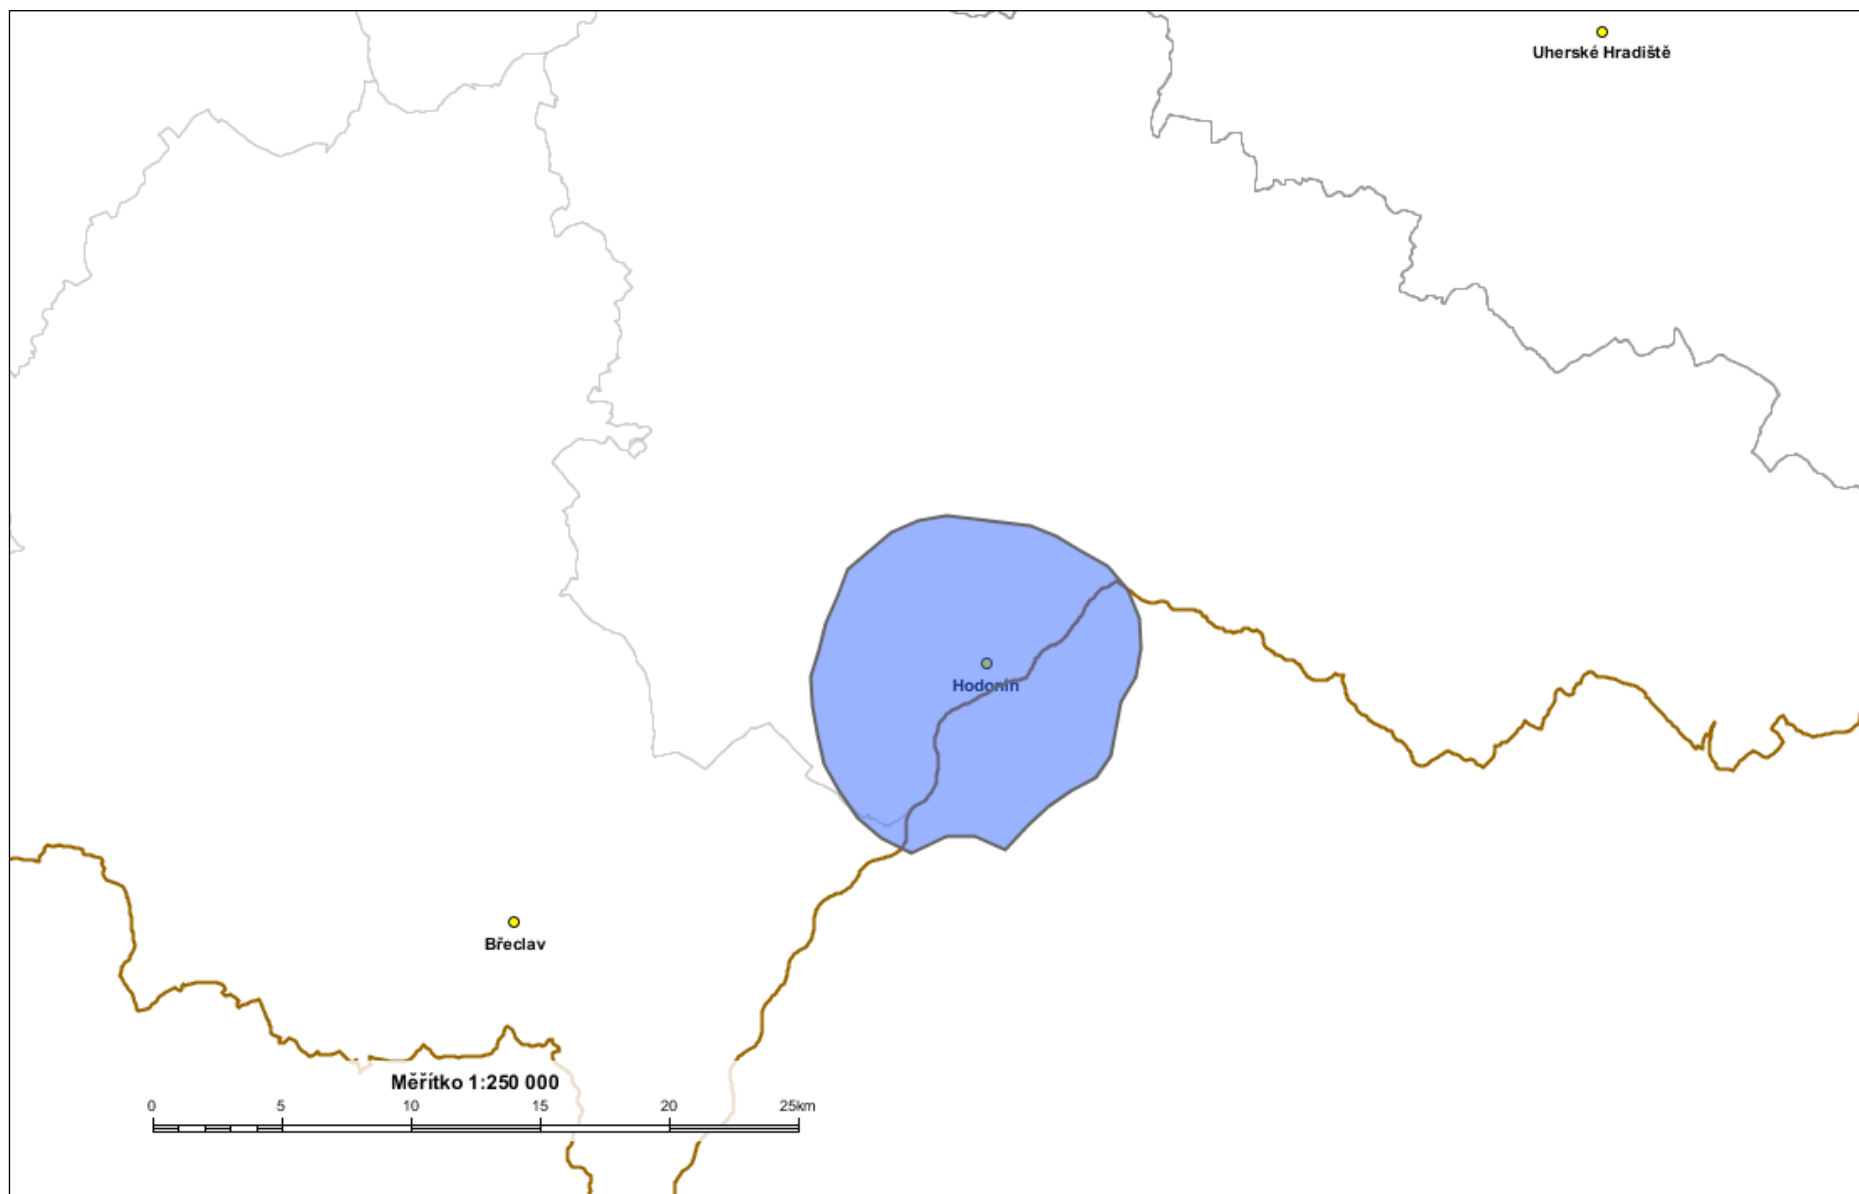 Uherské Hradiště
Hodonín
Břeclav
Měřítko 1:250 000
0 5 10 15 20 25km